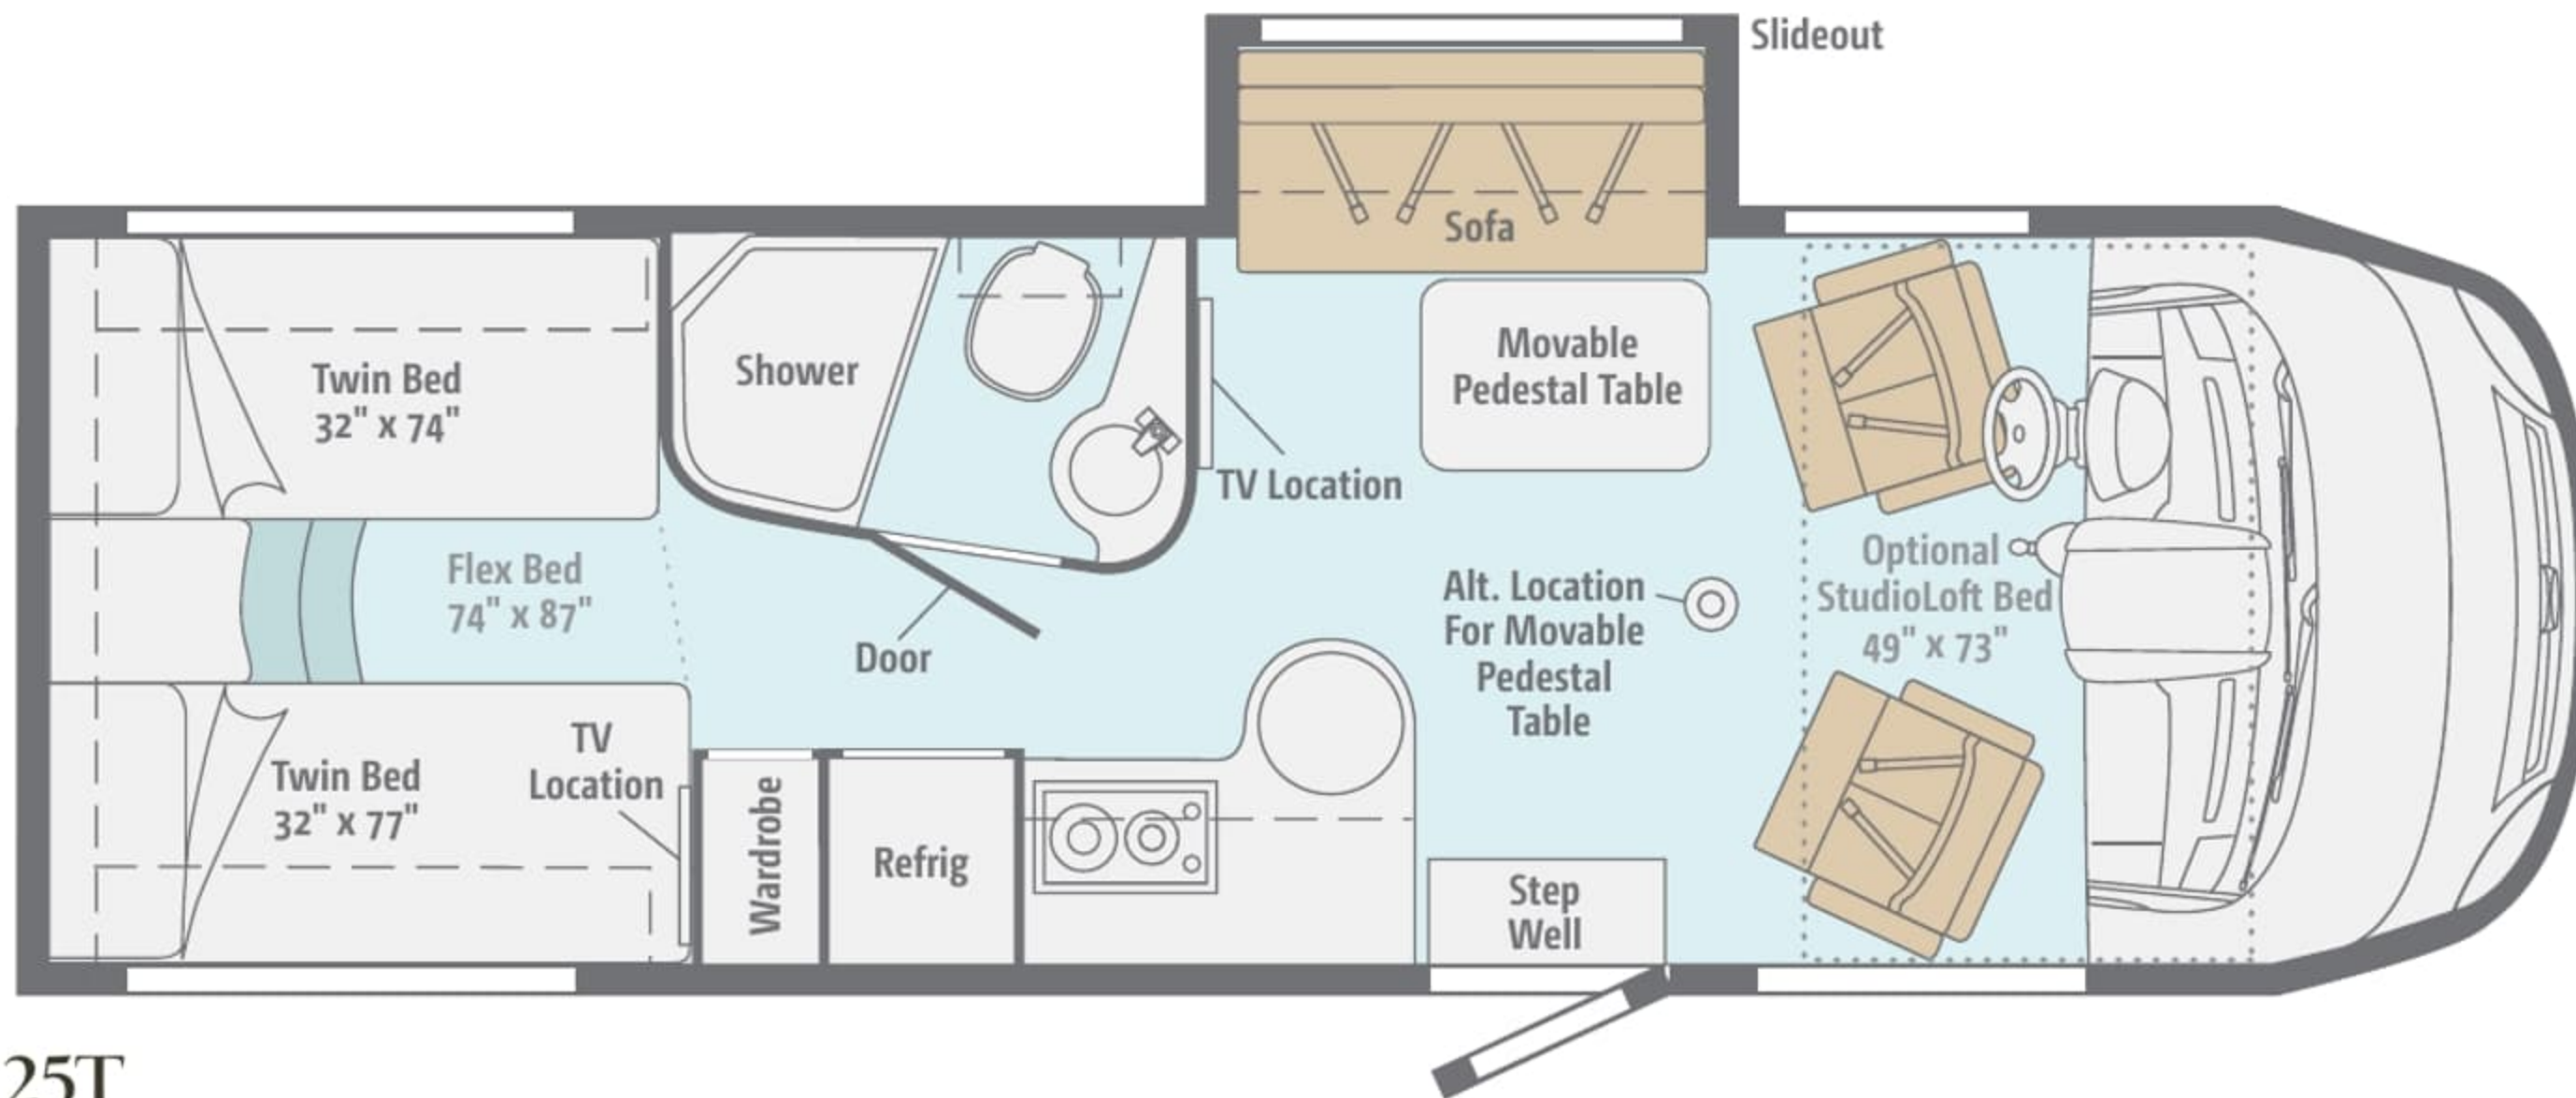 Slideout
Sofa
Twin Bed
32" x 74"
Shower
Movable
Pedestal Table
TV Location
Flex Bed
74" x 87"
Door
Alt. Location
For Movable
Pedestal
Table
Optional
StudioLoft Bed
49" x 73"
Twin Bed
32" x 77"
TV
Location
Wardrobe
Refrig
Step
Well
25T